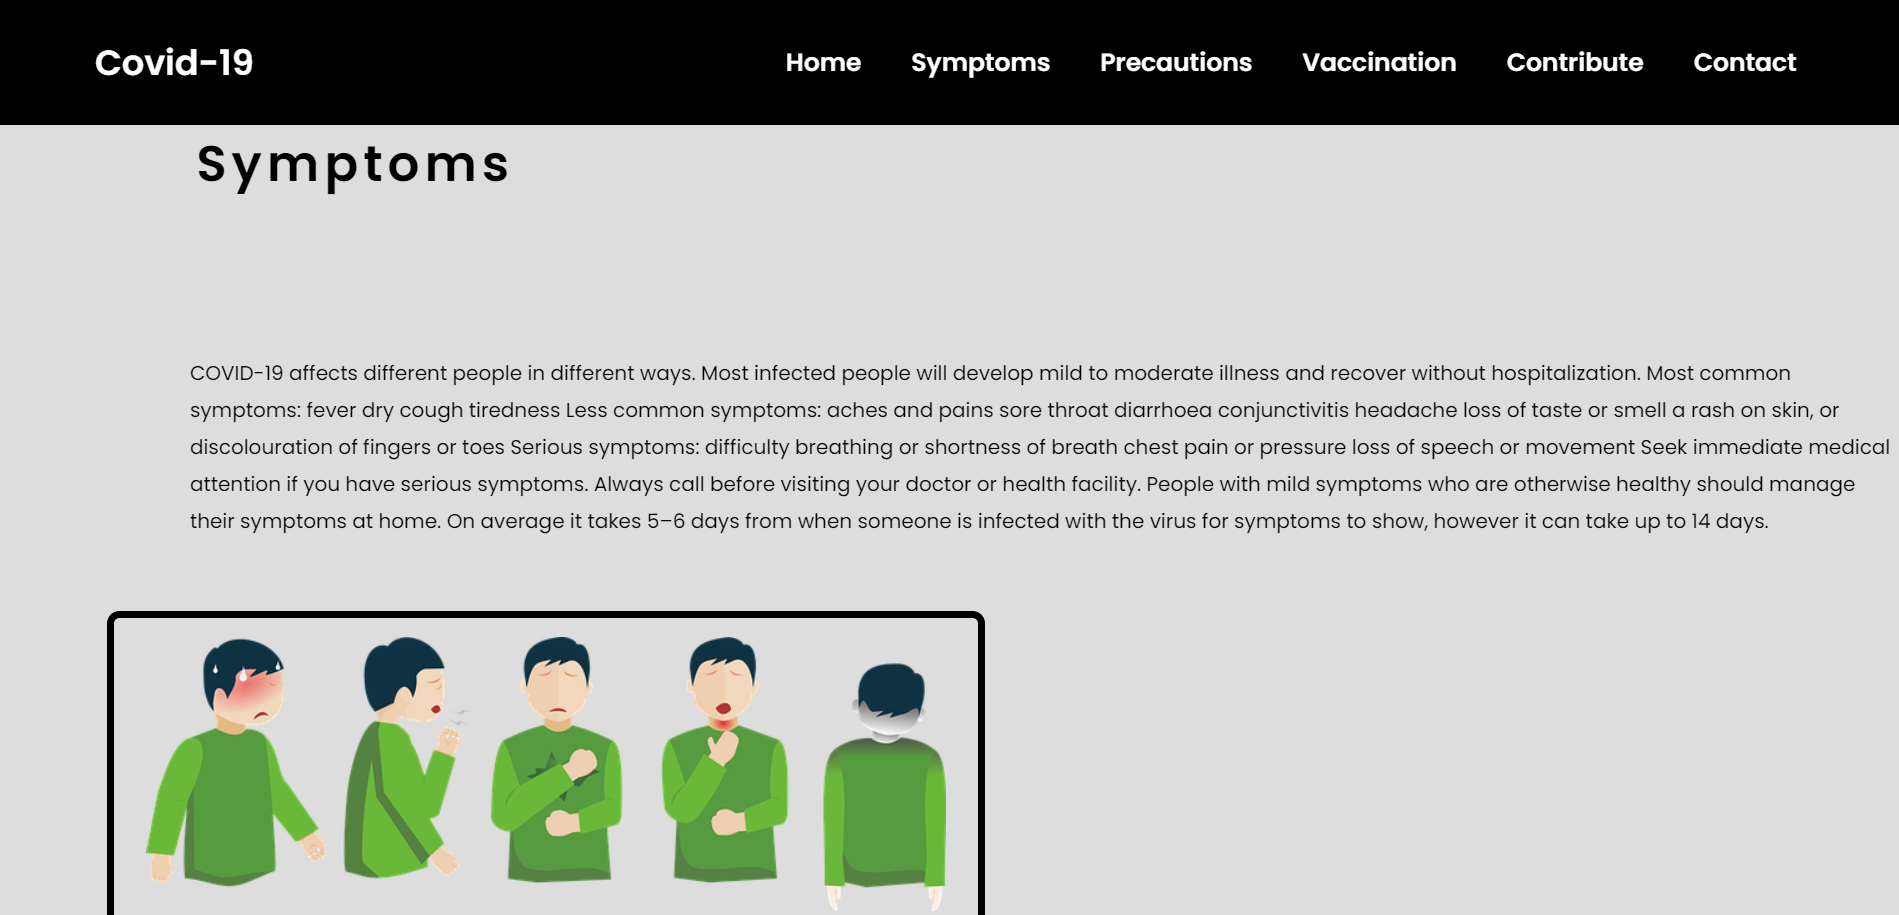 Covid-19
Home Symptoms Precautions Vaccination Contribute Contact
Symptoms
COVID-19 affects different people in different ways. Most infected people will develop mild to moderate illness and recover without hospitalization. Most common
symptoms: fever dry cough tiredness Less common symptoms: aches and pains sore throat diarrhoea conjunctivitis headache loss of taste or smell a rash on skin, or
discolouration of fingers or toes Serious symptoms: difficulty breathing or shortness of breath chest pain or pressure loss of speech or movement Seek immediate medical
attention if you have serious symptoms. Always call before visiting your doctor or health facility. People with mild symptoms who are otherwise healthy should manage
their symptoms at home. On average it takes 5–6 days from when someone is infected with the virus for symptoms to show, however it can take up to 14 days.